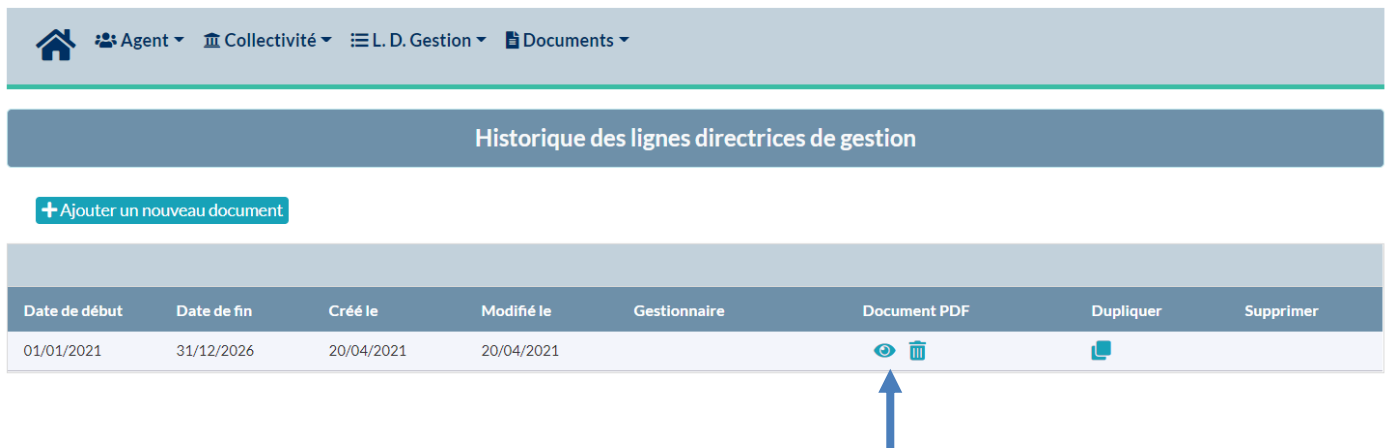 Agent Collectivité L. D. Gestion Documents
Historique des lignes directrices de gestion
Ajouter un nouveau document
Date de début Date de fin Créé le Modifié le Gestionnaire Document PDF Dupliquer Supprimer
01/01/2021 31/12/2026 20/04/2021 20/04/2021